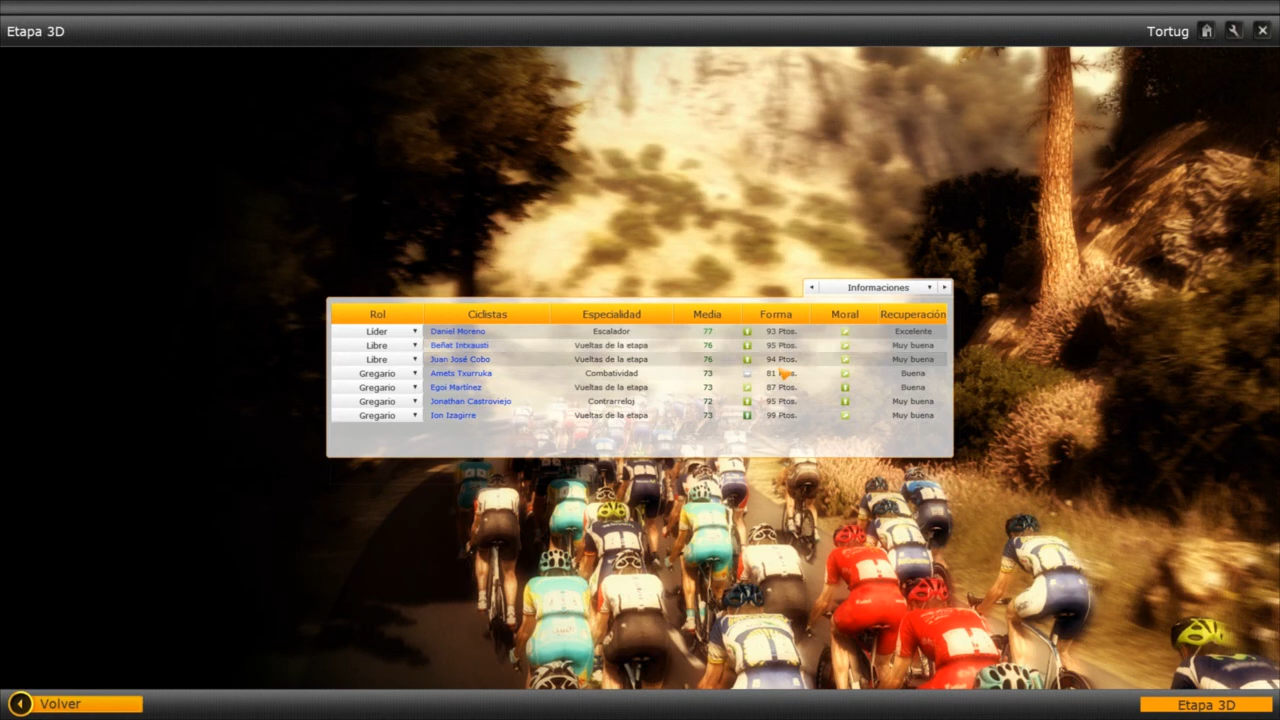 Etapa 3D
Tortug
Informaciones
Rol Ciclistas Especialidad Media Forma Moral Recuperación
Líder Daniel Moreno Escalador 77 93 Ptos. Excelente
Libre Beñat Intxausti Vueltas de la etapa 76 95 Ptos. Muy buena
Libre Juan José Cobo Vueltas de la etapa 76 94 Ptos. Muy buena
Gregario Amets Txurruka Combatividad 73 81 Buena
Gregario Egoi Martínez Vueltas de la etapa 73 87 Ptos. Buena
Gregario Jonathan Castroviejo Contrarreloj 72 95 Ptos. Muy buena
Gregario Ion Izagirre Vueltas de la etapa 73 99 Ptos. Muy buena
Volver
Etapa 3D